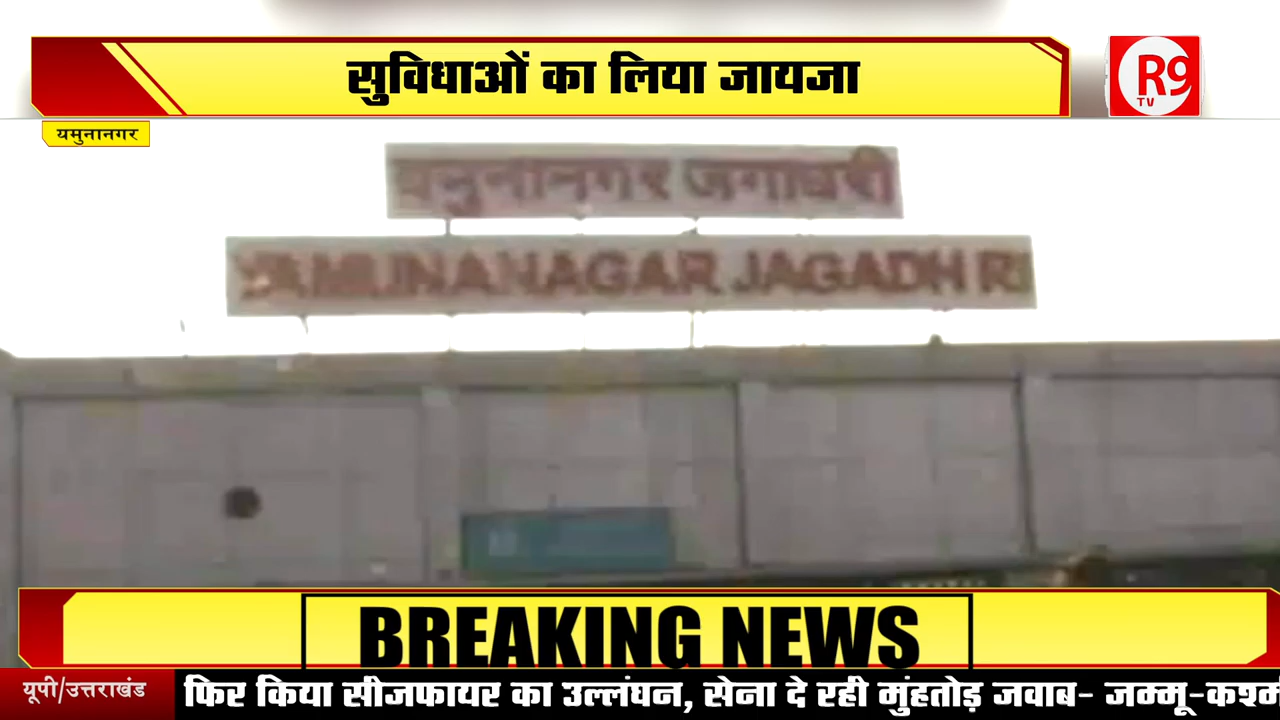 सुविधाओं का लिया जायजा
R9
TV
यमुनानगर
यमुनानगर जगाधरी
YAMUNANAGAR JAGADHRI
BREAKING NEWS
यूपी/उत्तराखंड
फिर किया सीजफायर का उल्लंघन, सेना दे रही मुंहतोड़ जवाब- जम्मू-कश्मी